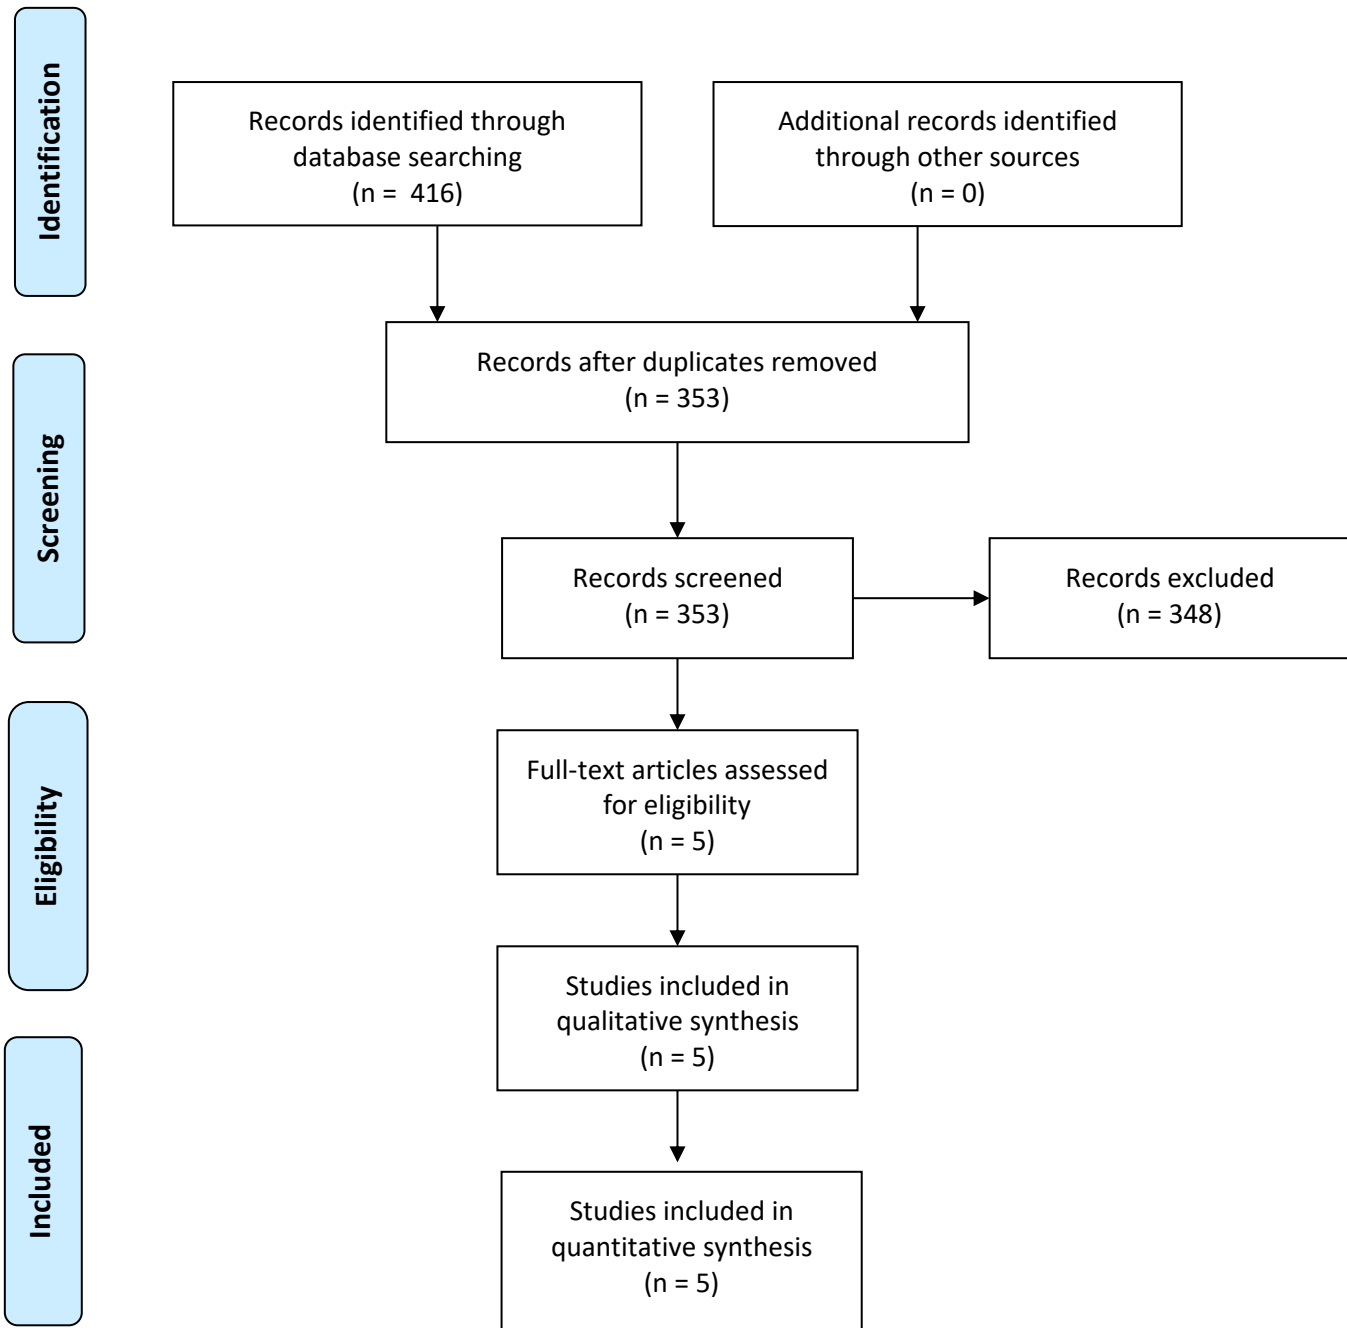 Identification
Records identified through
database searching
(n =  416)
Additional records identified
through other sources
(n = 0)
Records after duplicates removed
(n = 353)
Screening
Records screened
(n = 353)
Records excluded
(n = 348)
Eligibility
Full-text articles assessed
for eligibility
(n = 5)
Studies included in
qualitative synthesis
(n = 5)
Included
Studies included in
quantitative synthesis
(n = 5)